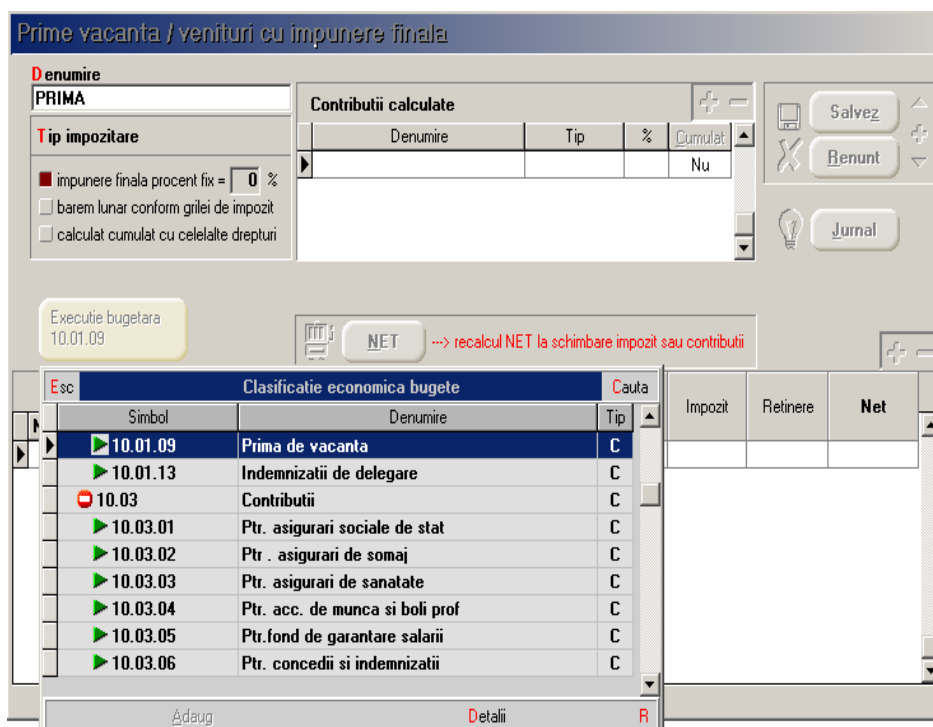 Prime vacanta / venituri cu impunere finala
Denumire
PRIMA
Tip impozitare
impunere finala procent fix = 0 %
barem lunar conform grilei de impozit
calculat cumulat cu celelalte drepturi
Contributii calculate
Denumire Tip % Cumulat
Nu
Salvez
Renunt
Jurnal
Executie bugetara
10.01.09
NET ---> recalcul NET la schimbare impozit sau contributii
Impozit Retinere Net
Esc Clasificatie economica bugete Cauta
Simbol Denumire Tip
10.01.09 Prima de vacanta C
10.01.13 Indemnizatii de delegare C
10.03 Contributii C
10.03.01 Ptr. asigurari sociale de stat C
10.03.02 Ptr . asigurari de somaj C
10.03.03 Ptr. asigurari de sanatate C
10.03.04 Ptr. acc. de munca si boli prof C
10.03.05 Ptr.fond de garantare salarii C
10.03.06 Ptr. concedii si indemnizatii C
Adaug Detalii R